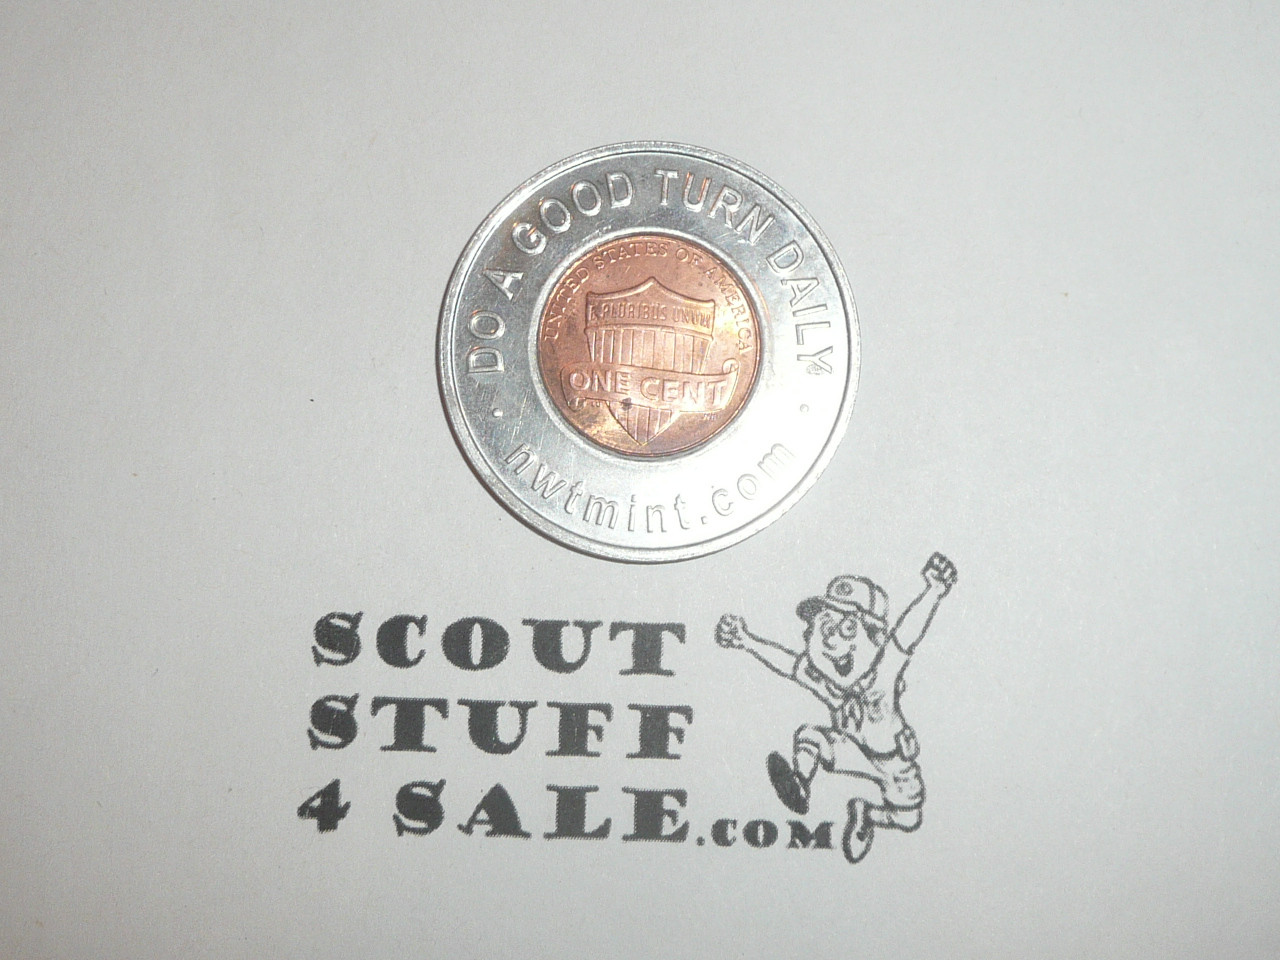 DO A GOOD TURN DAILY
UNITED STATES OF AMERICA
E PLURIBUS UNUM
ONE CENT
· nwtmint.com ·
SCOUT
STUFF
4 SALE.COM